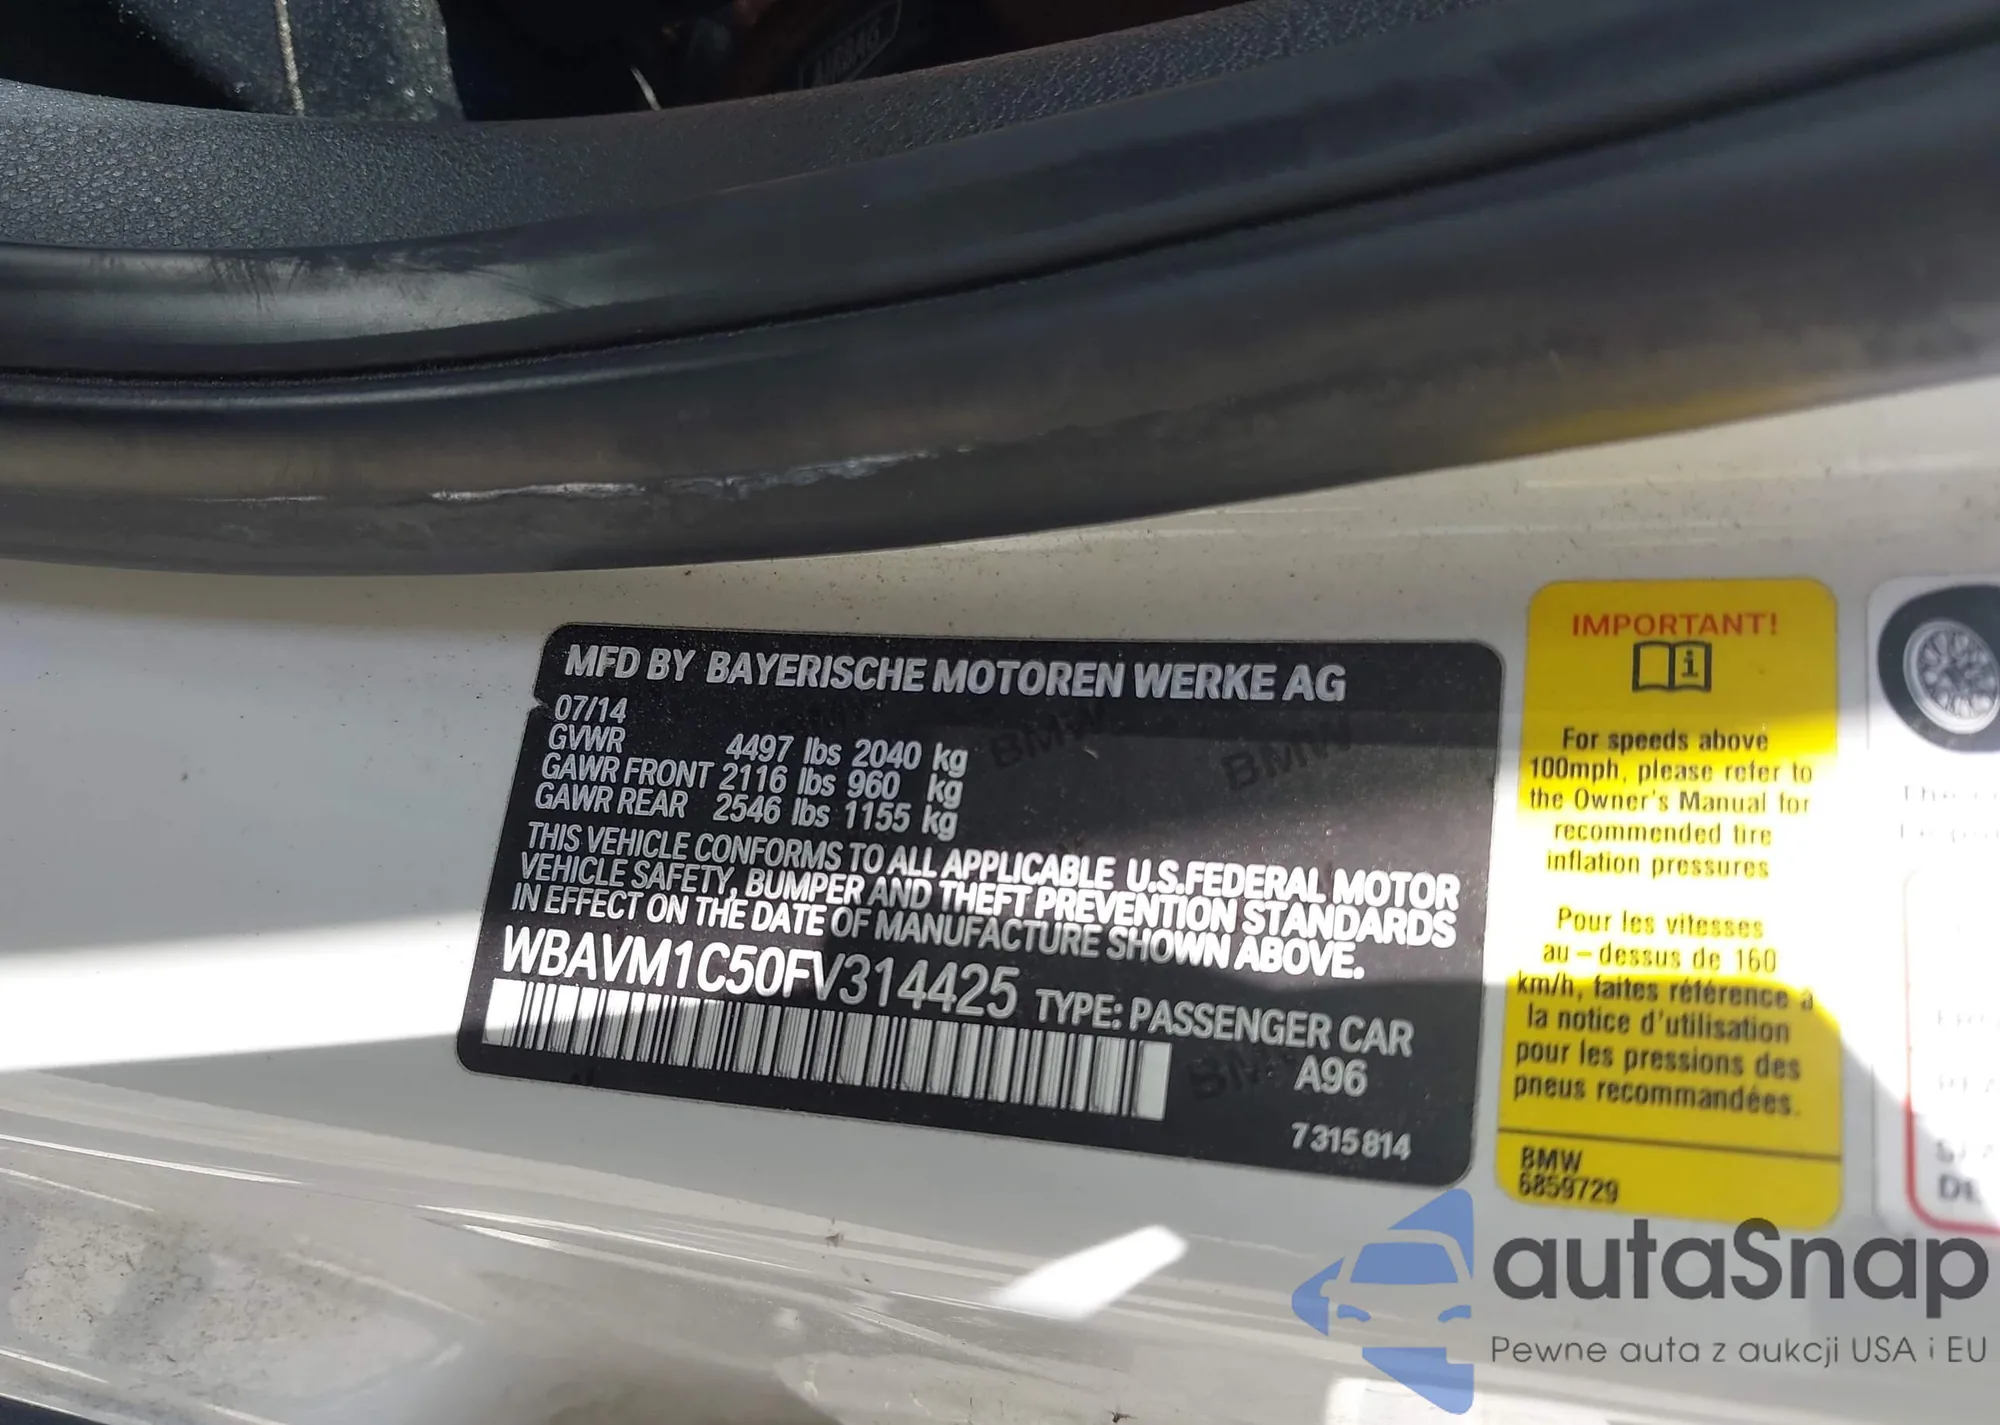 AIRBAG
MFD BY BAYERISCHE MOTOREN WERKE AG
07/14
GVWR 4497 lbs 2040 kg
GAWR FRONT 2116 lbs 960 kg
GAWR REAR 2546 lbs 1155 kg
THIS VEHICLE CONFORMS TO ALL APPLICABLE U.S.FEDERAL MOTOR
VEHICLE SAFETY, BUMPER AND THEFT PREVENTION STANDARDS
IN EFFECT ON THE DATE OF MANUFACTURE SHOWN ABOVE.
WBAVM1C50FV314425 TYPE: PASSENGER CAR
A96
7 315 814
IMPORTANT!
For speeds above
100mph, please refer to
the Owner's Manual for
recommended tire
inflation pressures
Pour les vitesses
au - dessus de 160
km/h, faites référence à
la notice d'utilisation
pour les pressions des
pneus recommandées.
BMW
6859729
autaSnap
Pewne auta z aukcji USA i EU